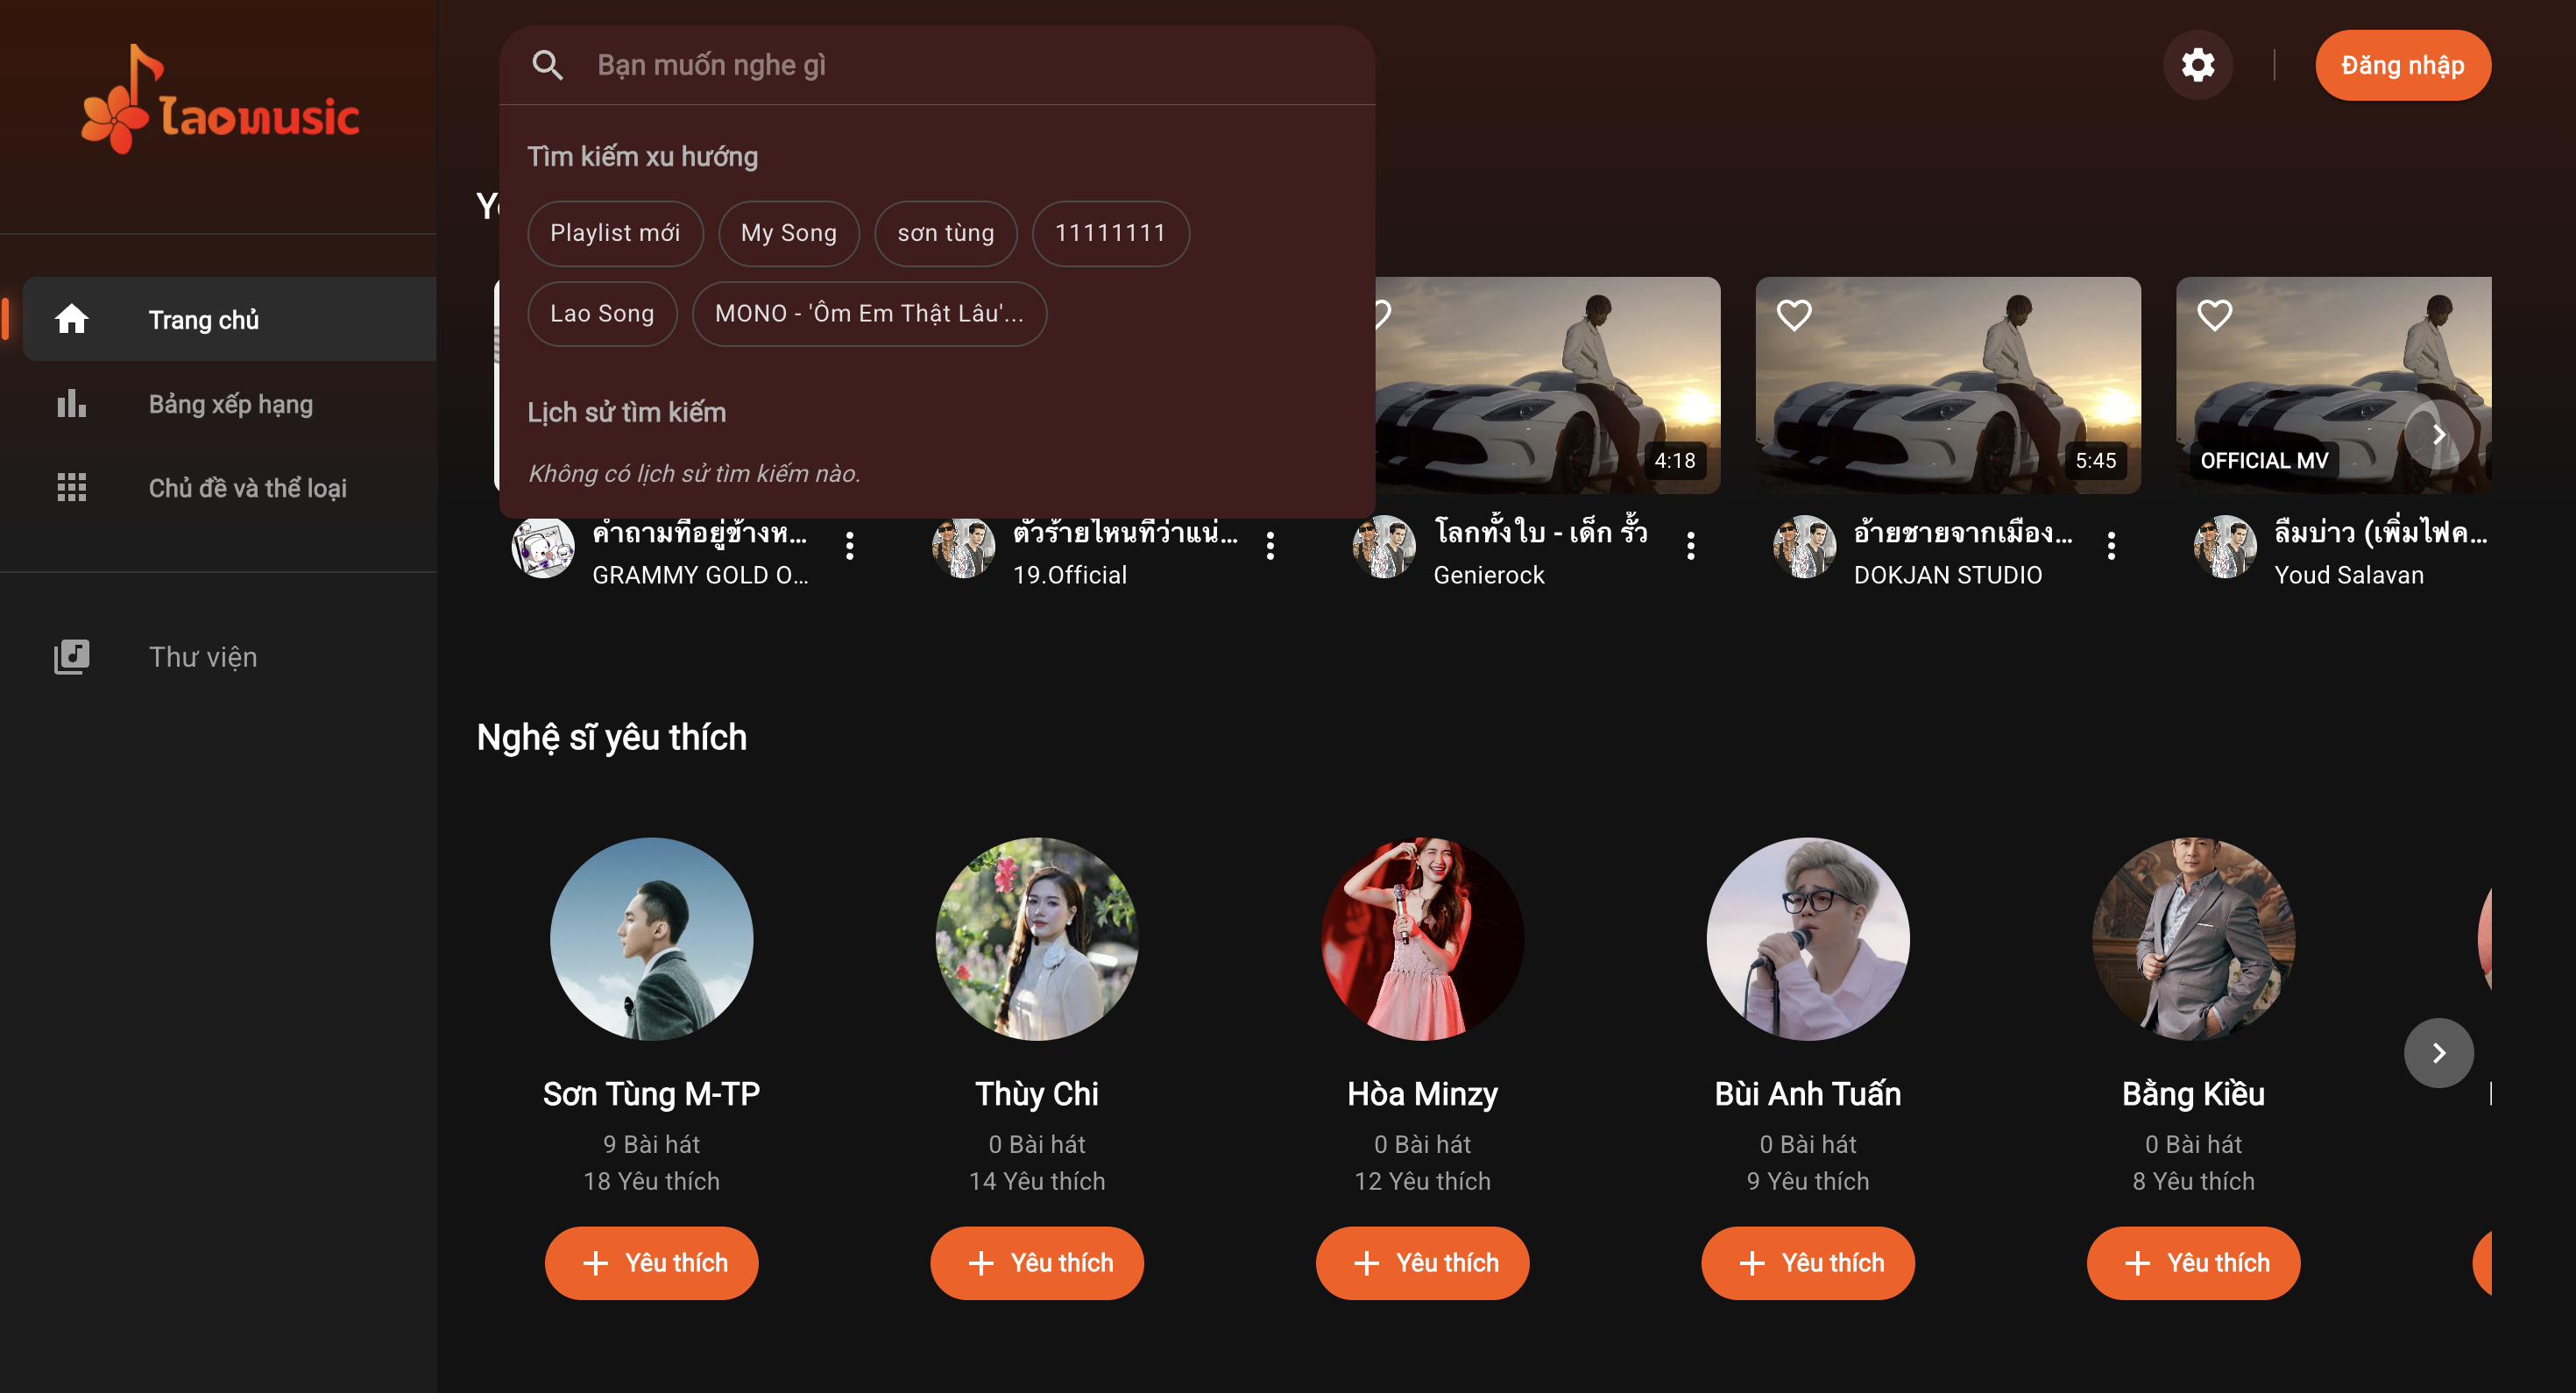 laomusic
Bạn muốn nghe gì
Đăng nhập
Tìm kiếm xu hướng
Playlist mới
My Song
sơn tùng
11111111
Lao Song
MONO - 'Ôm Em Thật Lâu'...
Lịch sử tìm kiếm
Không có lịch sử tìm kiếm nào.
Trang chủ
Bảng xếp hạng
Chủ đề và thể loại
Thư viện
4:18
5:45
OFFICIAL MV
คำถามที่อยู่ข้างห...
GRAMMY GOLD O...
ตัวร้ายไหนที่ว่าแน่...
19.Official
โลกทั้งใบ - เด็ก รั้ว
Genierock
อ้ายชายจากเมือง...
DOKJAN STUDIO
ลืมบ่าว (เพิ่มไฟค...
Youd Salavan
Nghệ sĩ yêu thích
Sơn Tùng M-TP
9 Bài hát
18 Yêu thích
Yêu thích
Thùy Chi
0 Bài hát
14 Yêu thích
Yêu thích
Hòa Minzy
0 Bài hát
12 Yêu thích
Yêu thích
Bùi Anh Tuấn
0 Bài hát
9 Yêu thích
Yêu thích
Bằng Kiều
0 Bài hát
8 Yêu thích
Yêu thích